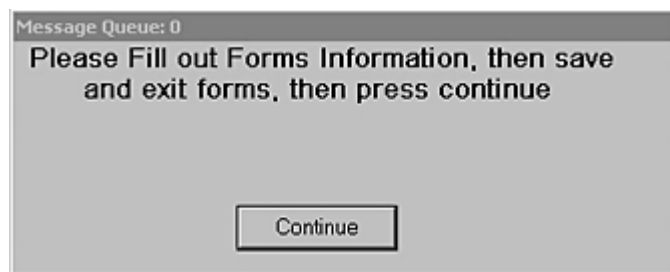 Message Queue: 0
Please Fill out Forms Information, then save
and exit forms, then press continue
Continue